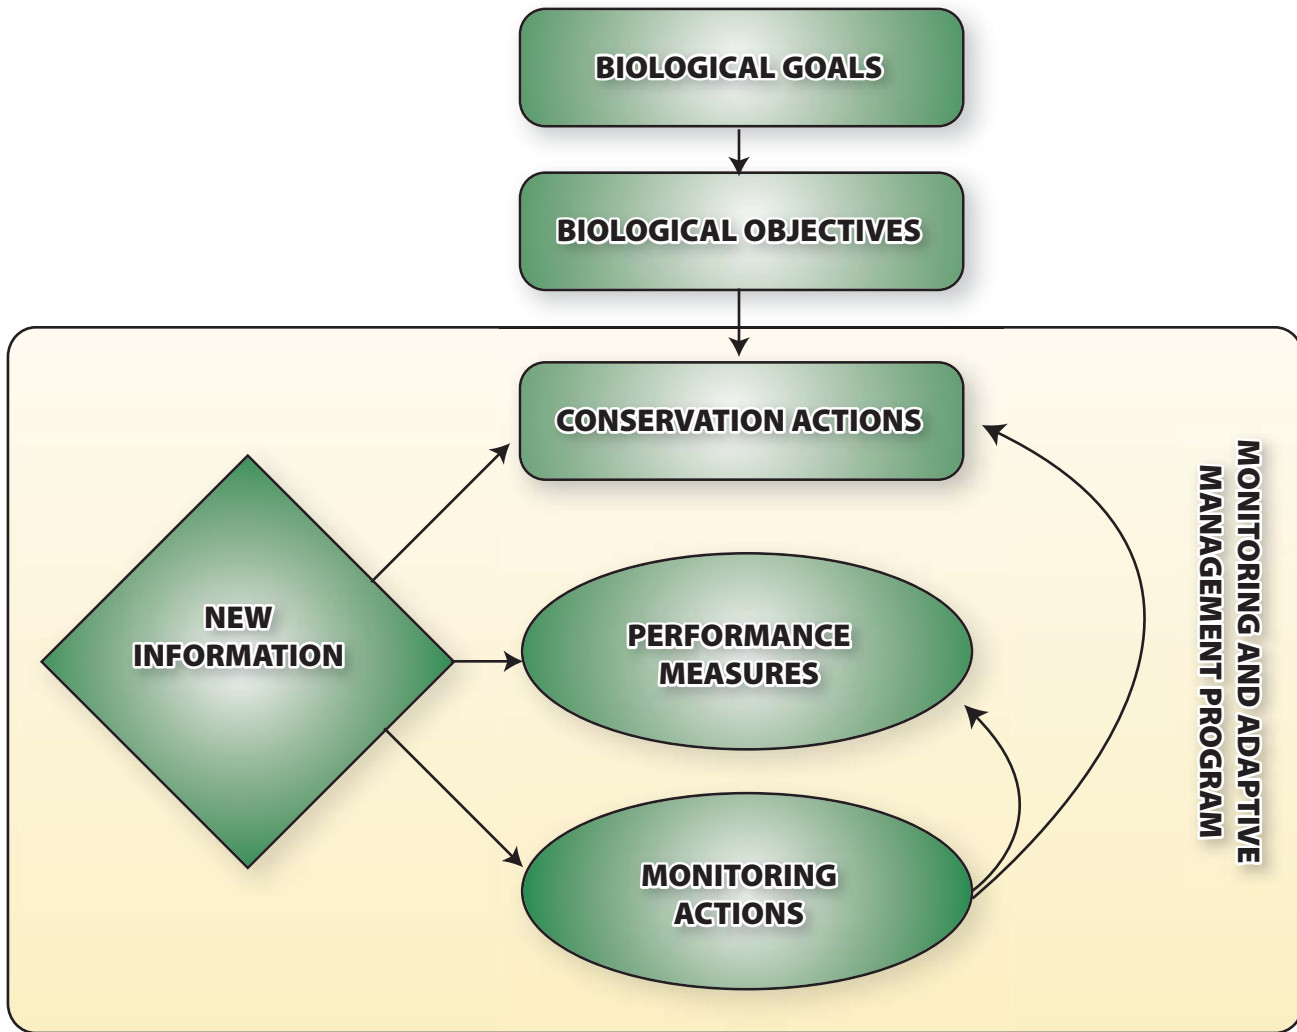 BIOLOGICAL GOALS
BIOLOGICAL OBJECTIVES
CONSERVATION ACTIONS
NEW
INFORMATION
PERFORMANCE
MEASURES
MONITORING
ACTIONS
MONITORING AND ADAPTIVE
MANAGEMENT PROGRAM